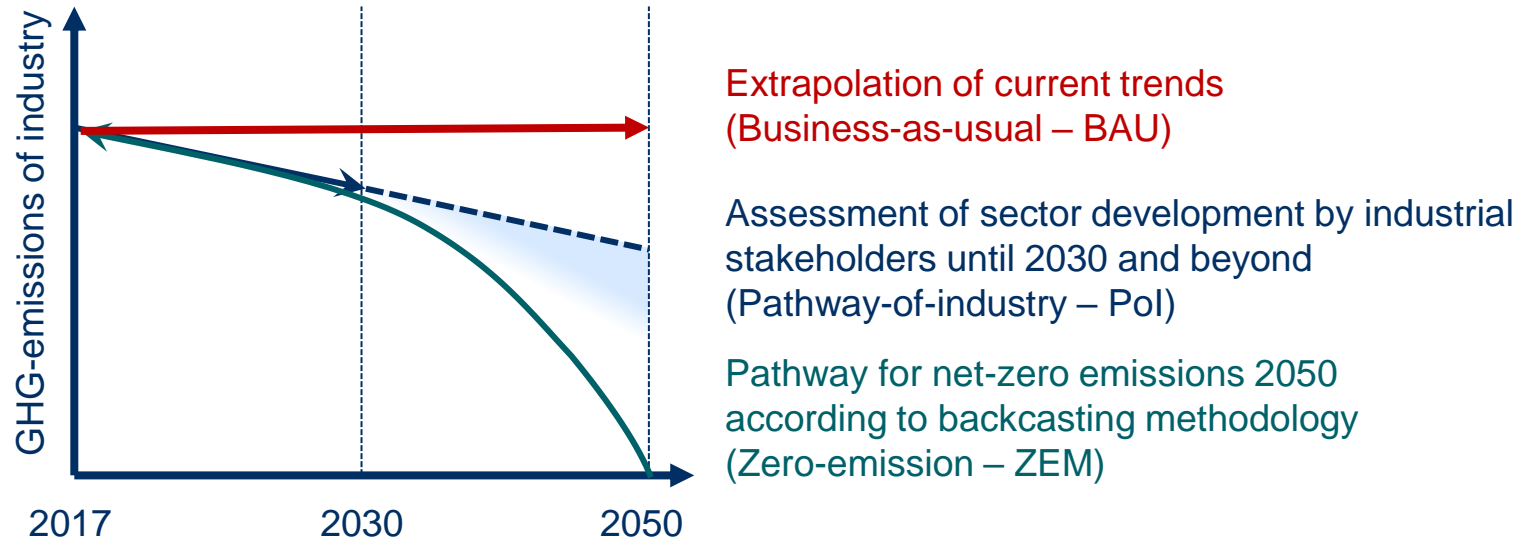 GHG-emissions of industry
Extrapolation of current trends
(Business-as-usual – BAU)
Assessment of sector development by industrial
stakeholders until 2030 and beyond
(Pathway-of-industry – PoI)
Pathway for net-zero emissions 2050
according to backcasting methodology
(Zero-emission – ZEM)
2017 2030 2050